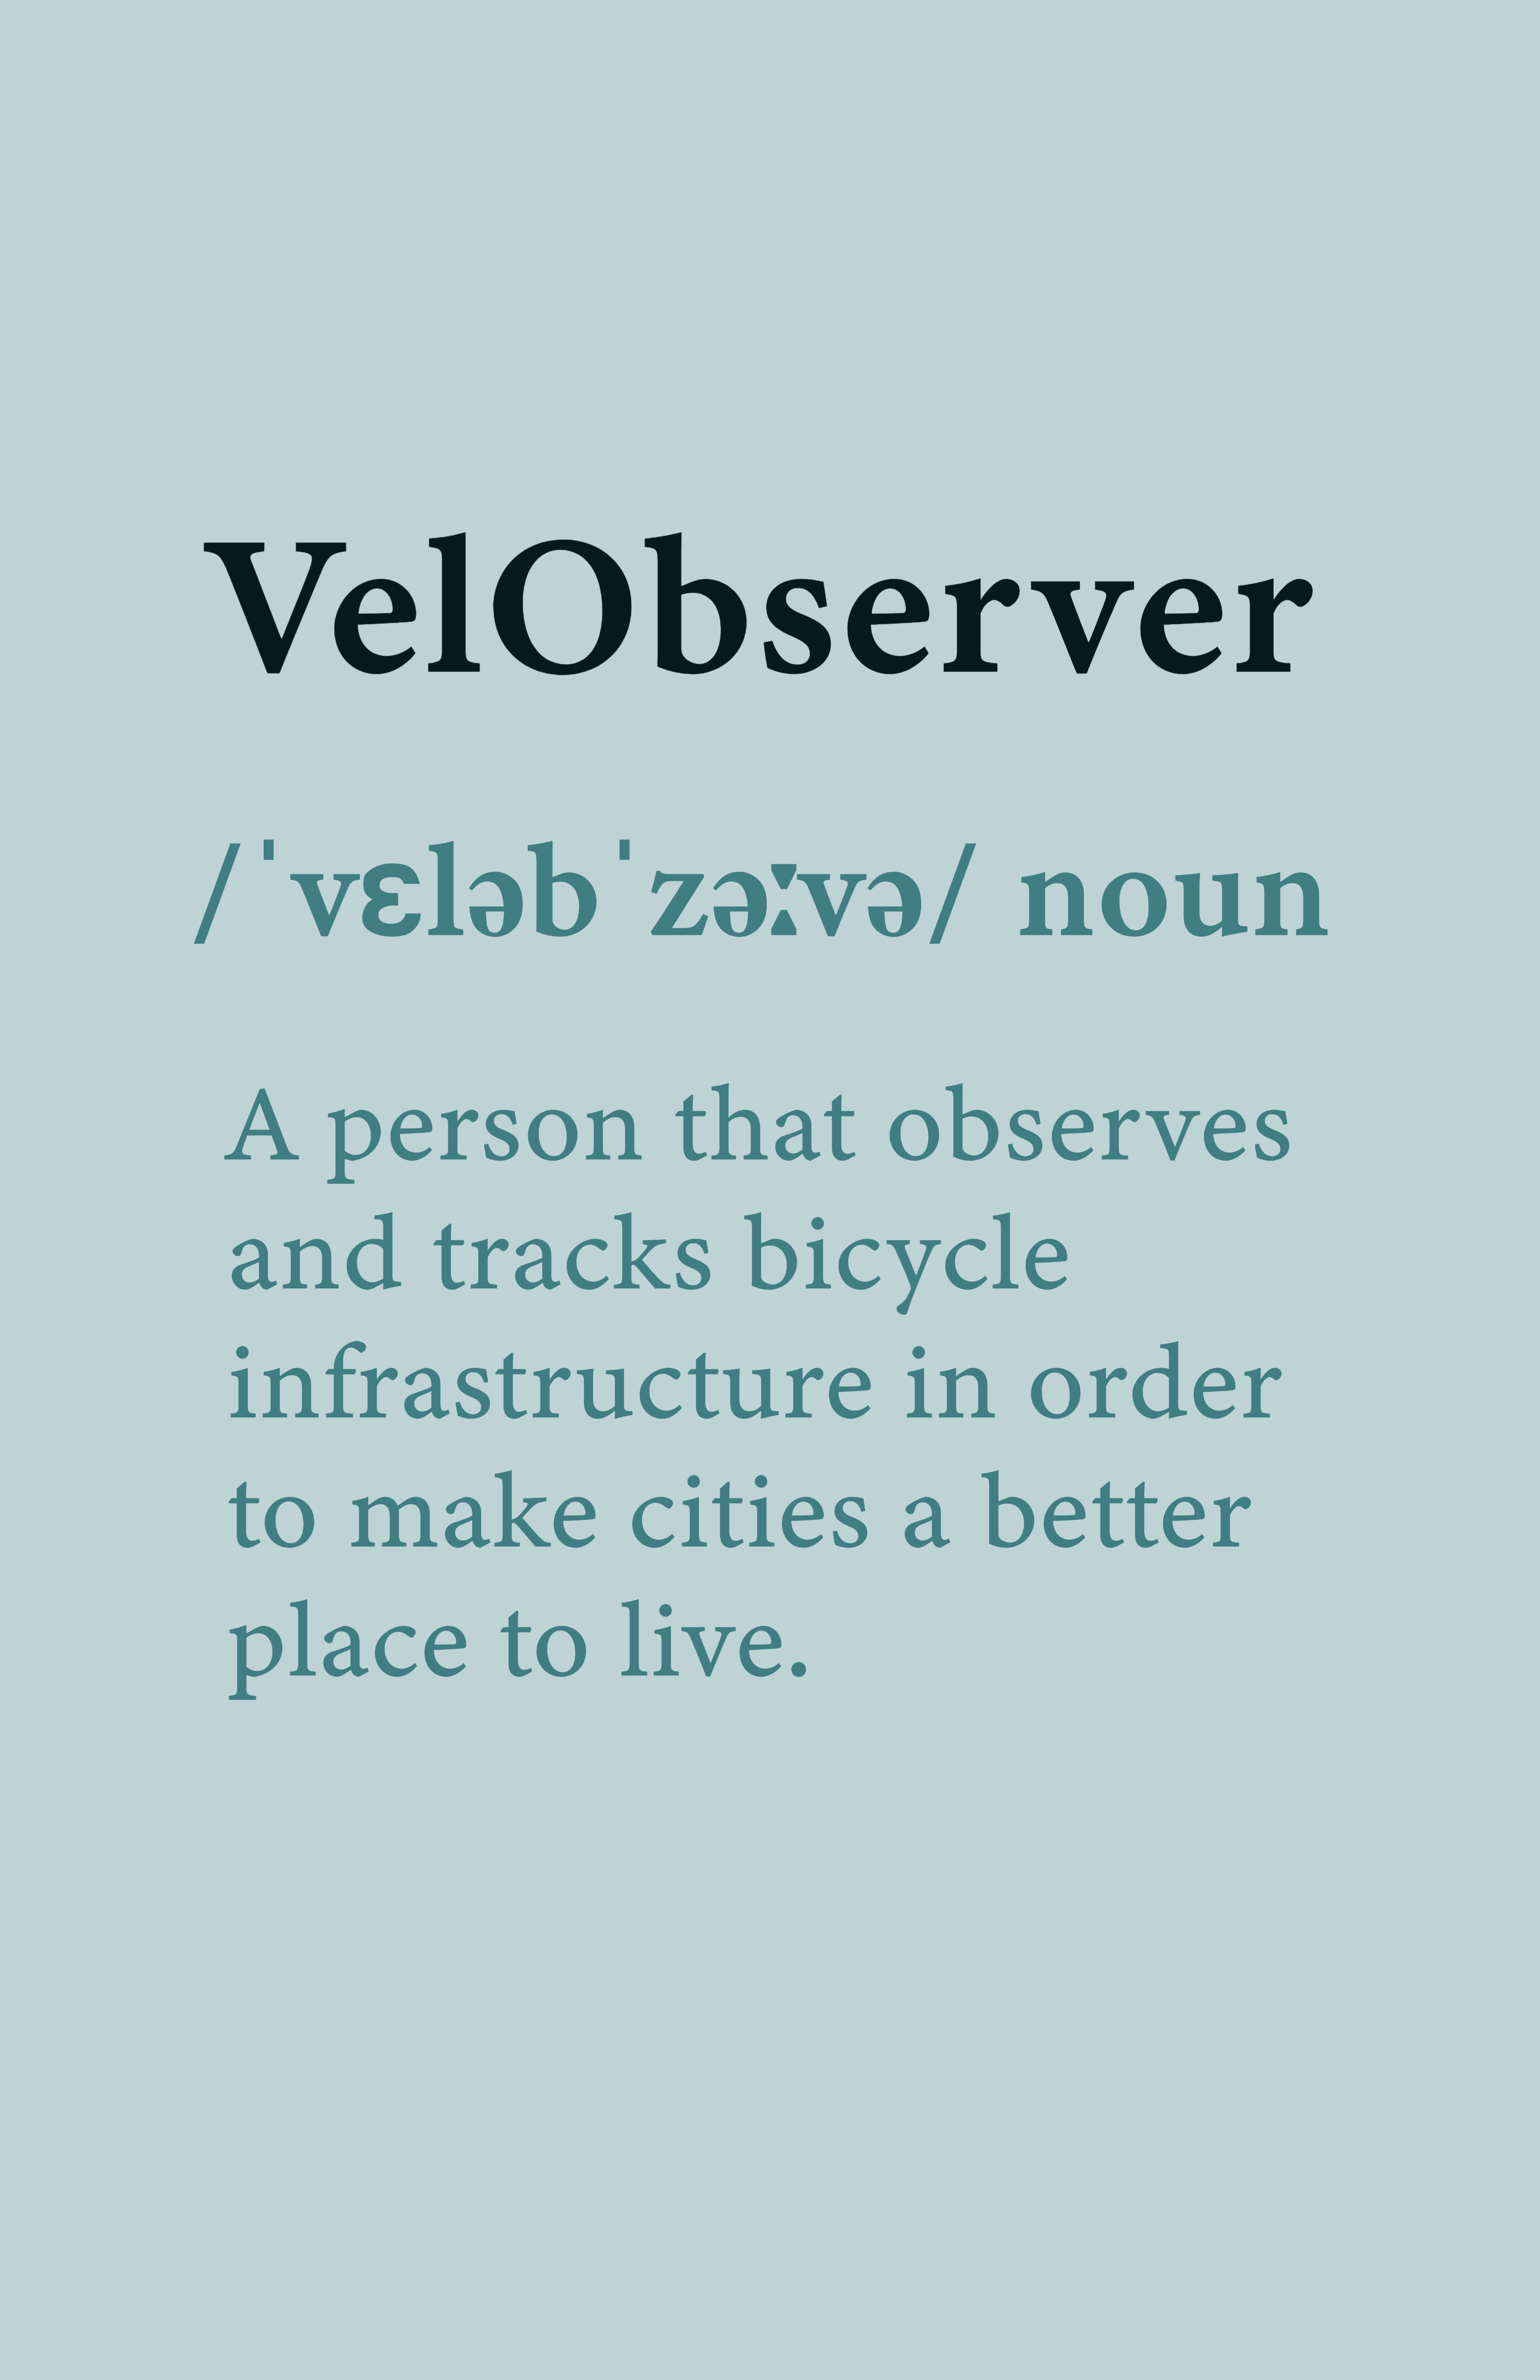 VelObserver
/ˈvɛləbˈzəːvə/ noun
A person that observes
and tracks bicycle
infrastructure in order
to make cities a better
place to live.